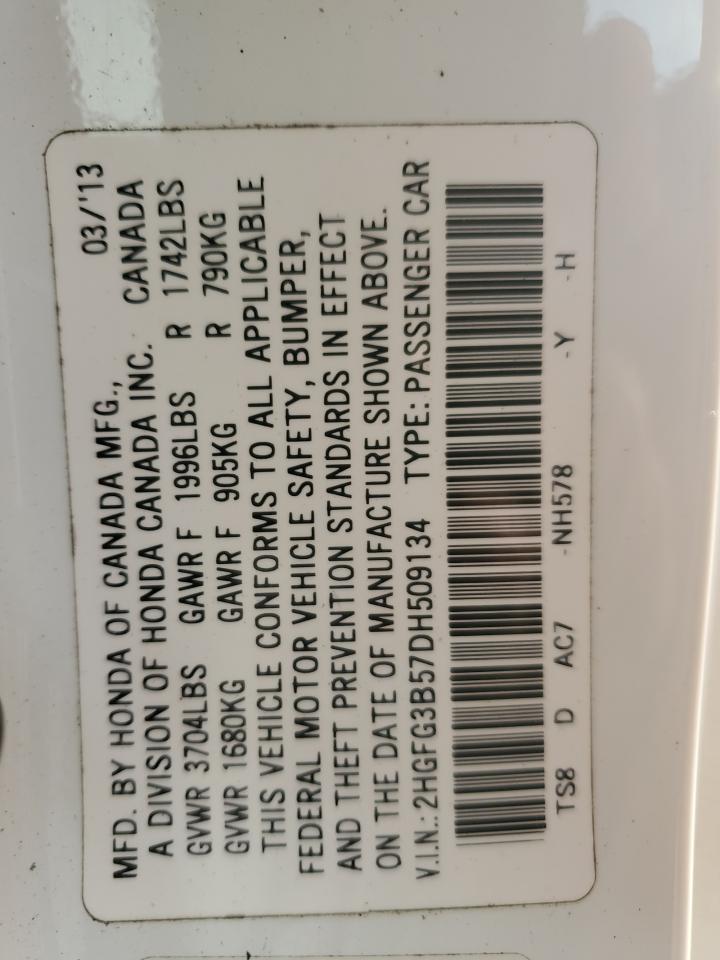 MFD. BY HONDA OF CANADA MFG., 03/'13
A DIVISION OF HONDA CANADA INC. CANADA
GVWR 3704LBS GAWR F 1996LBS R 1742LBS
GVWR 1680KG GAWR F 905KG R 790KG
THIS VEHICLE CONFORMS TO ALL APPLICABLE
FEDERAL MOTOR VEHICLE SAFETY, BUMPER,
AND THEFT PREVENTION STANDARDS IN EFFECT
ON THE DATE OF MANUFACTURE SHOWN ABOVE.
V.I.N.: 2HGFG3B57DH509134 TYPE: PASSENGER CAR
TS8 D AC7 -NH578 -Y -H